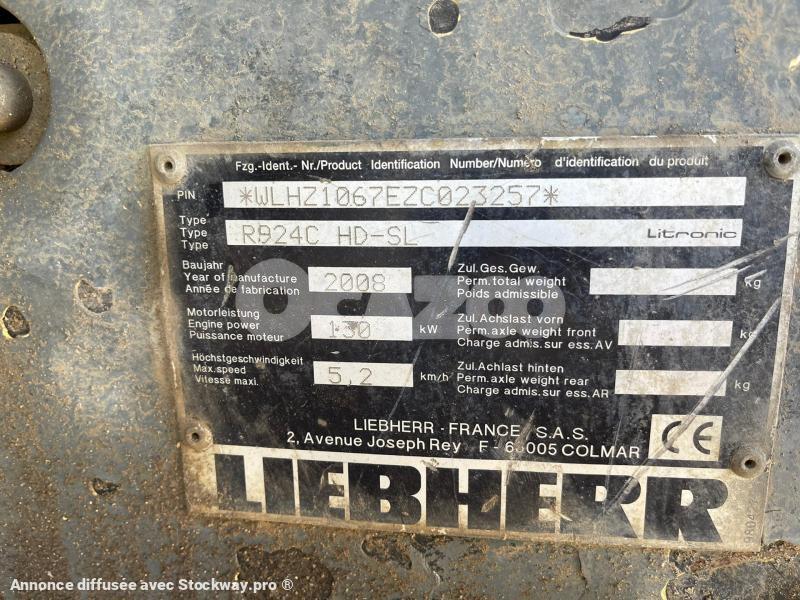 Fzg.-Ident.- Nr./Product Identification Number/Numéro d'identification du produit
PIN *WLHZ1067EZC023257*
Type
Type R924C HD-SL Litronic
Type
Baujahr
Year of manufacture 2008
Année de fabrication
Motorleistung
Engine power 130 kW
Puissance moteur
Höchstgeschwindigkeit
Max.speed 5,2 km/h
Vitesse maxi.
Zul.Ges.Gew.
Perm.total weight kg
Poids admissible
Zul.Achslast vorn
Perm.axle weight front kg
Charge admis.sur ess.AV
Zul.Achlast hinten
Perm.axle weight rear kg
Charge admis.sur ess.AR
LIEBHERR - FRANCE S.A.S.
2, Avenue Joseph Rey F - 68005 COLMAR
CE
LIEBHERR
Annonce diffusée avec Stockway.pro ®